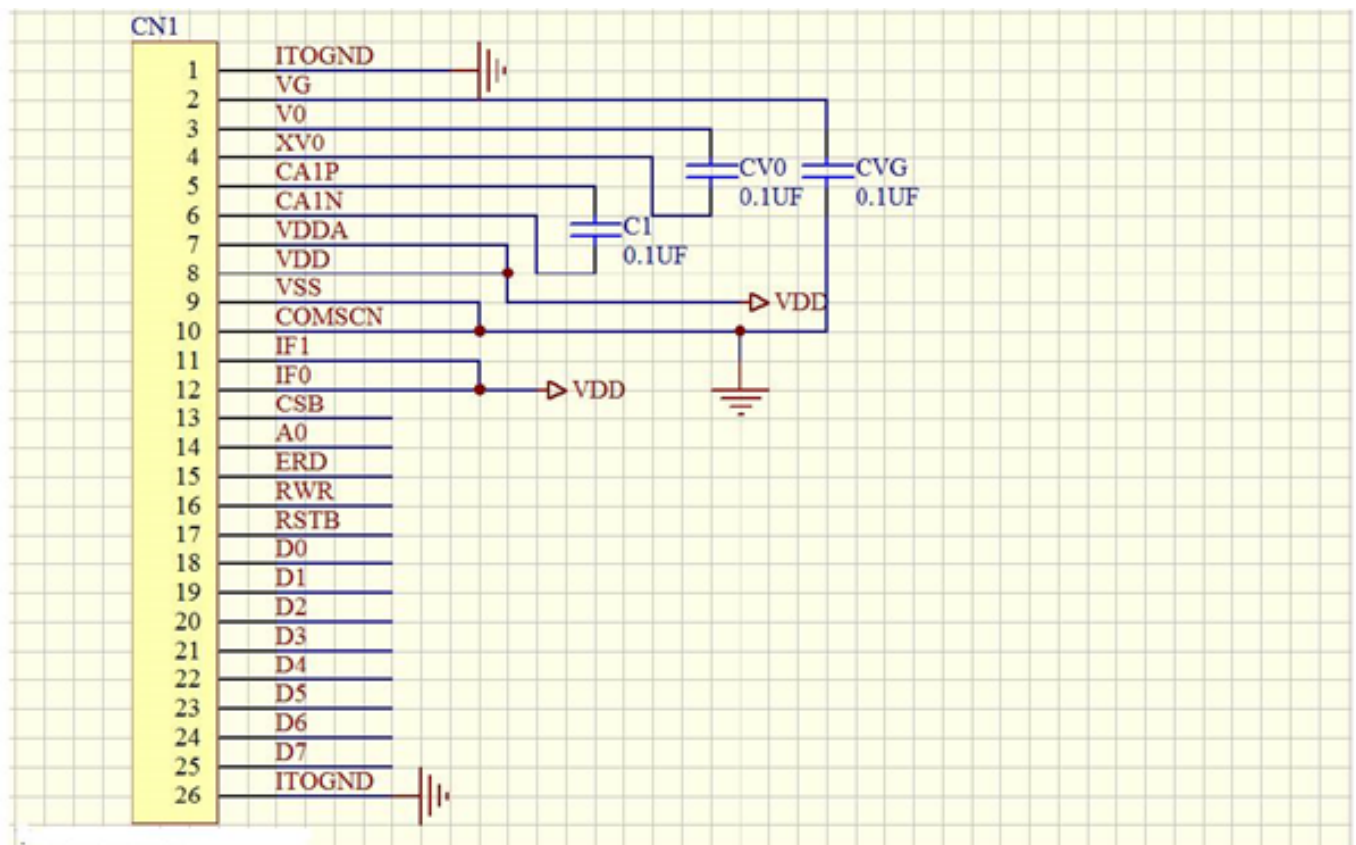 CN1
1 ITOGND
2 VG
3 V0
4 XV0
5 CA1P
6 CA1N
7 VDDA
8 VDD
9 VSS
10 COMSCN
11 IF1
12 IF0
13 CSB
14 A0
15 ERD
16 RWR
17 RSTB
18 D0
19 D1
20 D2
21 D3
22 D4
23 D5
24 D6
25 D7
26 ITOGND
CV0
0.1UF
CVG
0.1UF
C1
0.1UF
VDD
VDD